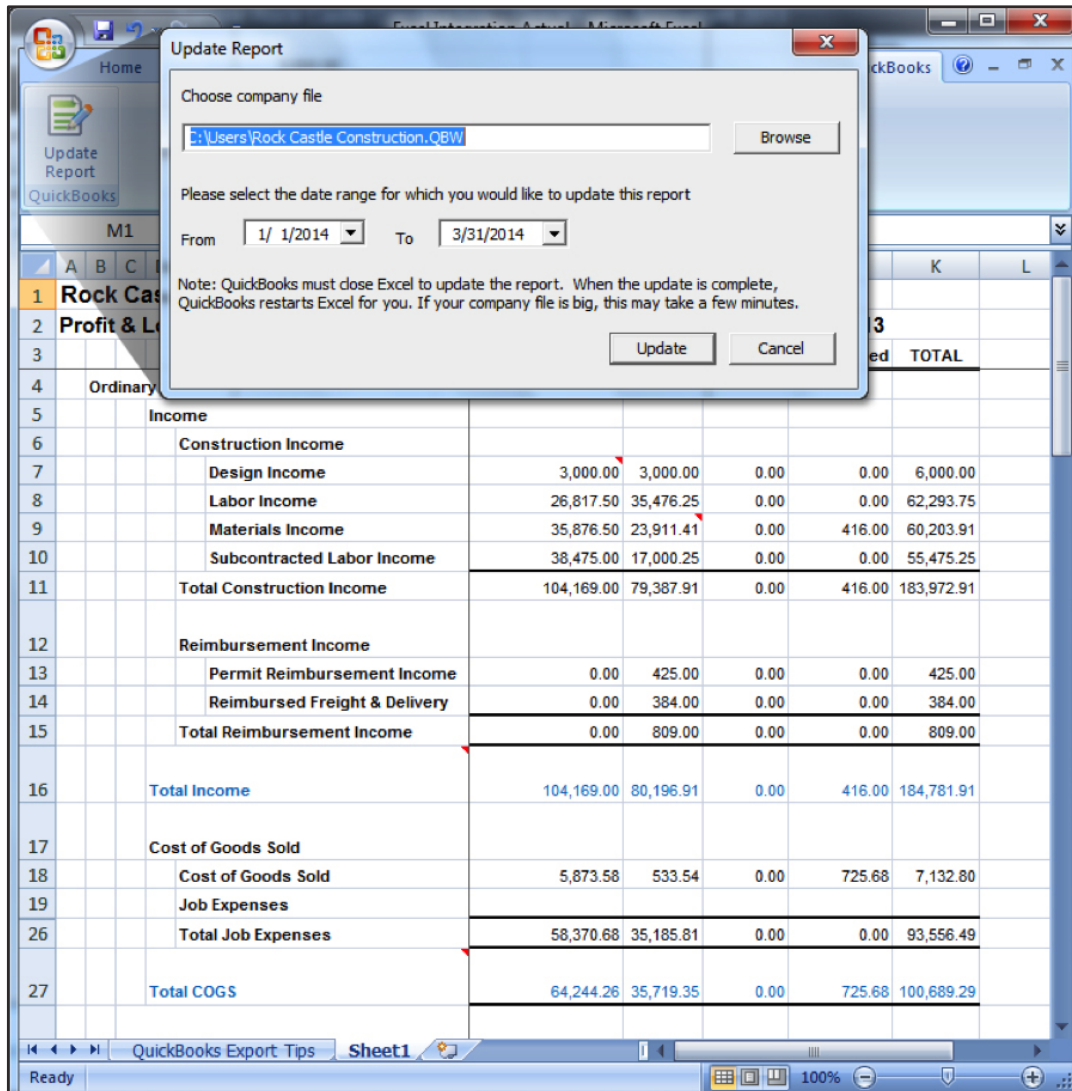 Excel Integration Actual - Microsoft Excel
Update Report
Home
ckBooks
Choose company file
C:\Users\Rock Castle Construction.QBW
Browse
Update
Report
QuickBooks
Please select the date range for which you would like to update this report
From 1/ 1/2014 To 3/31/2014
M1
Note: QuickBooks must close Excel to update the report. When the update is complete,
QuickBooks restarts Excel for you. If your company file is big, this may take a few minutes.
Update Cancel
A B C K L
1 Rock Cas
2 Profit & Lo 13
3 ed TOTAL
4 Ordinary
5 Income
6 Construction Income
7 Design Income 3,000.00 3,000.00 0.00 0.00 6,000.00
8 Labor Income 26,817.50 35,476.25 0.00 0.00 62,293.75
9 Materials Income 35,876.50 23,911.41 0.00 416.00 60,203.91
10 Subcontracted Labor Income 38,475.00 17,000.25 0.00 0.00 55,475.25
11 Total Construction Income 104,169.00 79,387.91 0.00 416.00 183,972.91
12 Reimbursement Income
13 Permit Reimbursement Income 0.00 425.00 0.00 0.00 425.00
14 Reimbursed Freight & Delivery 0.00 384.00 0.00 0.00 384.00
15 Total Reimbursement Income 0.00 809.00 0.00 0.00 809.00
16 Total Income 104,169.00 80,196.91 0.00 416.00 184,781.91
17 Cost of Goods Sold
18 Cost of Goods Sold 5,873.58 533.54 0.00 725.68 7,132.80
19 Job Expenses
26 Total Job Expenses 58,370.68 35,185.81 0.00 0.00 93,556.49
27 Total COGS 64,244.26 35,719.35 0.00 725.68 100,689.29
QuickBooks Export Tips Sheet1
Ready 100%